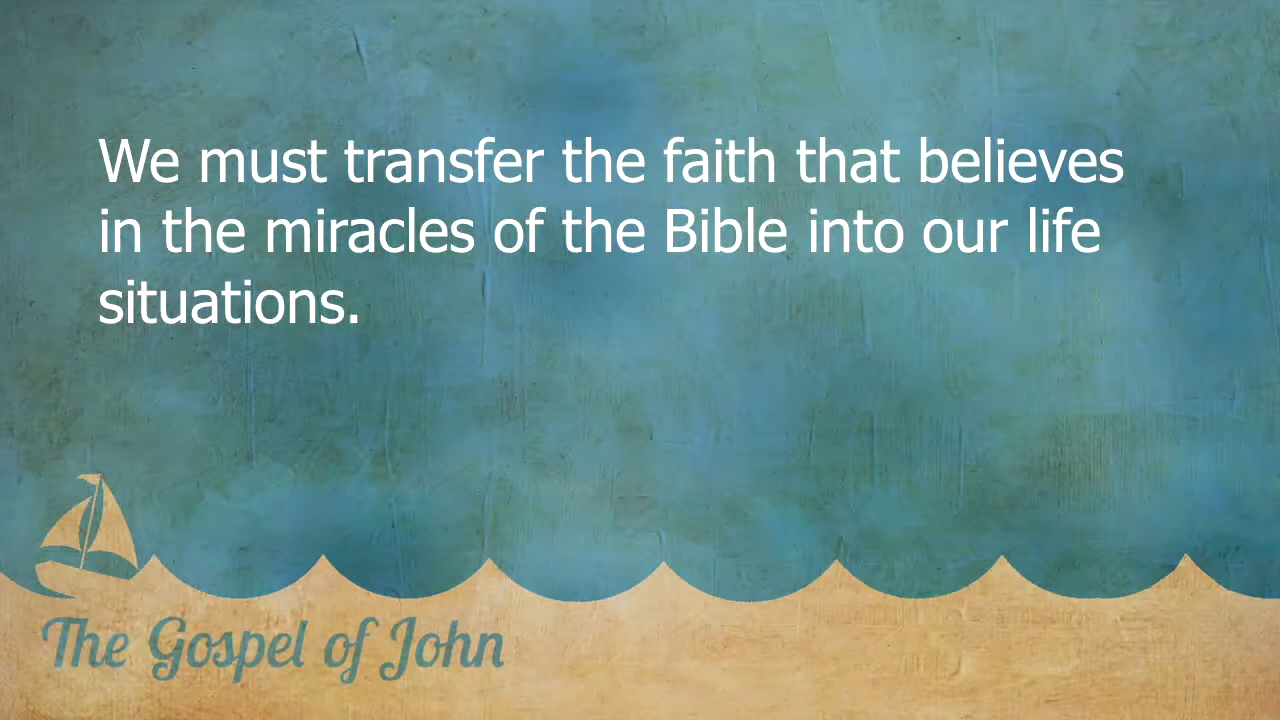 We must transfer the faith that believes
in the miracles of the Bible into our life
situations.
The Gospel of John